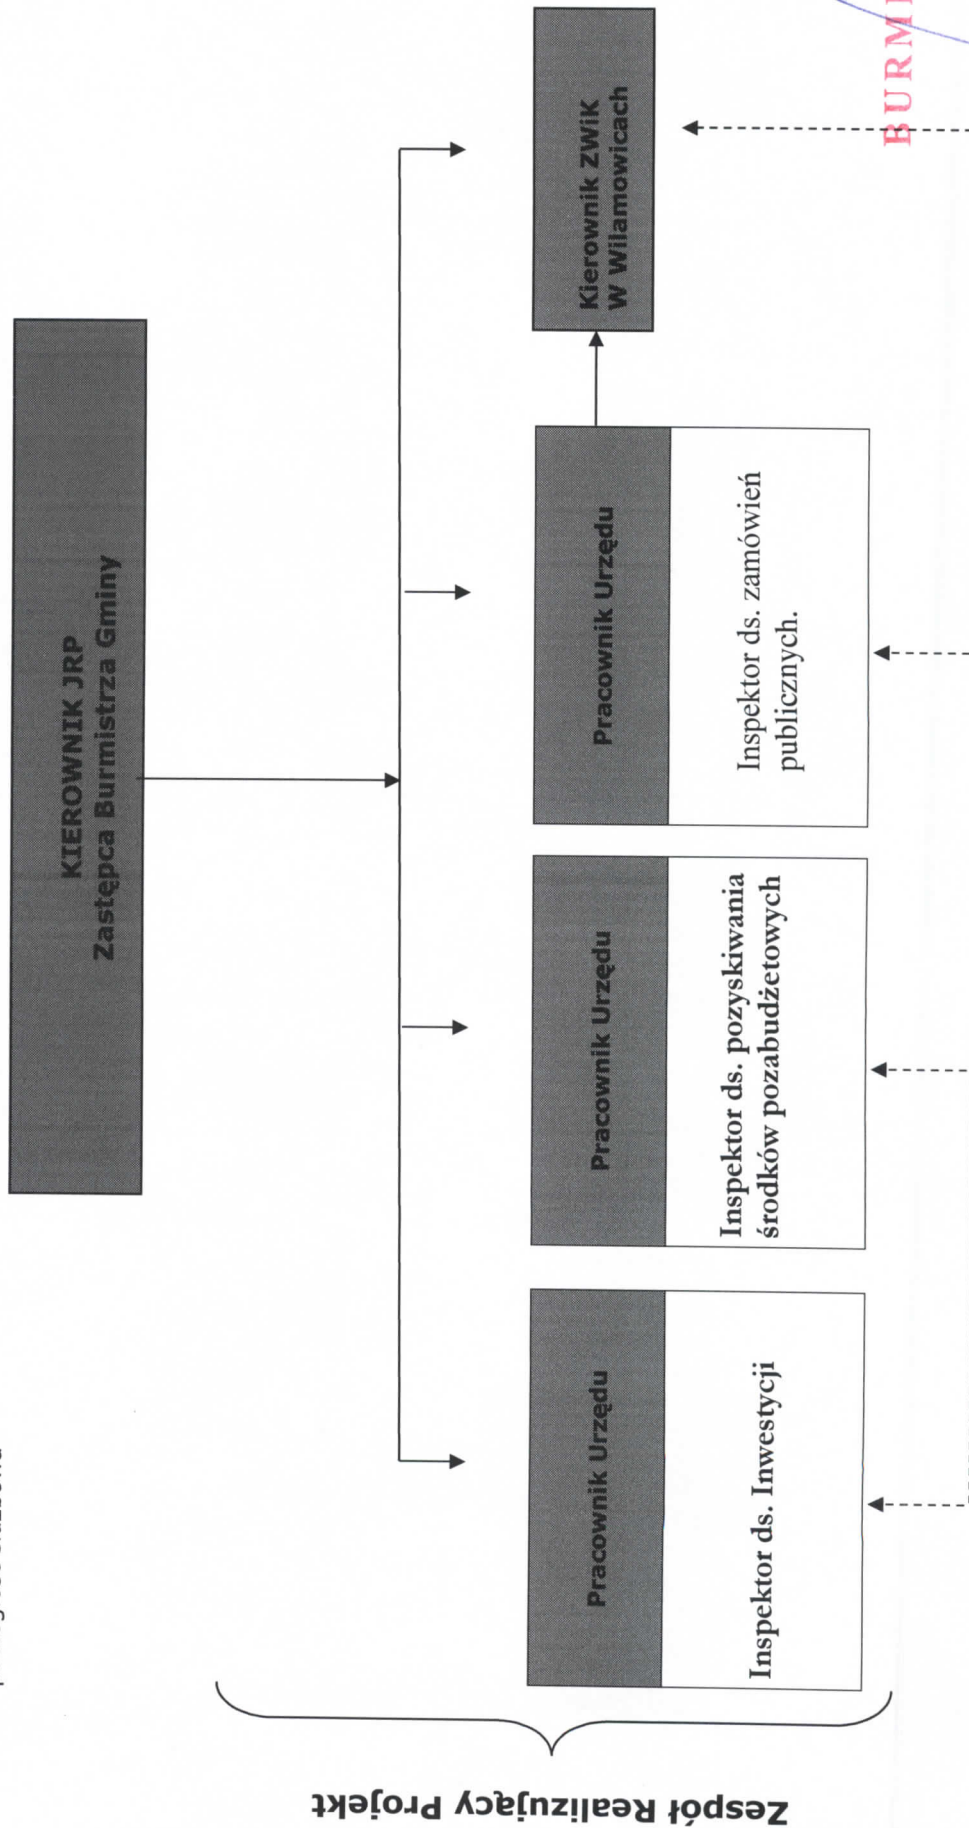 KIEROWNIK JRP
Zastępca Burmistrza Gminy
Zespół Realizujący Projekt
Pracownik Urzędu
Inspektor ds. Inwestycji
Pracownik Urzędu
Inspektor ds. pozyskiwania
środków pozabudżetowych
Pracownik Urzędu
Inspektor ds. zamówień
publicznych.
Kierownik ZWiK
W Wilamowicach